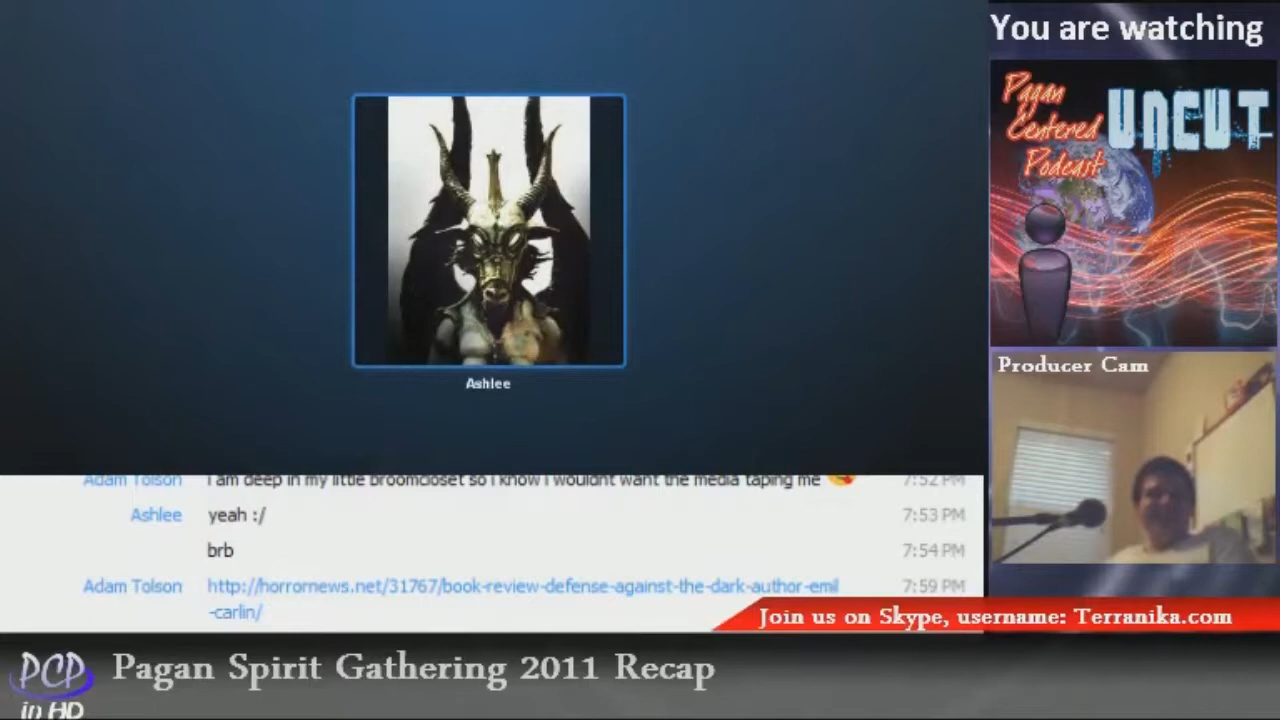 You are watching
Pagan
Centered
Podcast
UNCUT
Producer Cam
Ashlee
Adam Tolson I am deep in my little broomcloset so i know i wouldnt want the media taping me 7:52 PM
Ashlee yeah :/ 7:53 PM
brb 7:54 PM
Adam Tolson http://horrornews.net/31767/book-review-defense-against-the-dark-author-emil 7:59 PM
-carlin/
Join us on Skype, username: Terranika.com
PCP
in HD
Pagan Spirit Gathering 2011 Recap